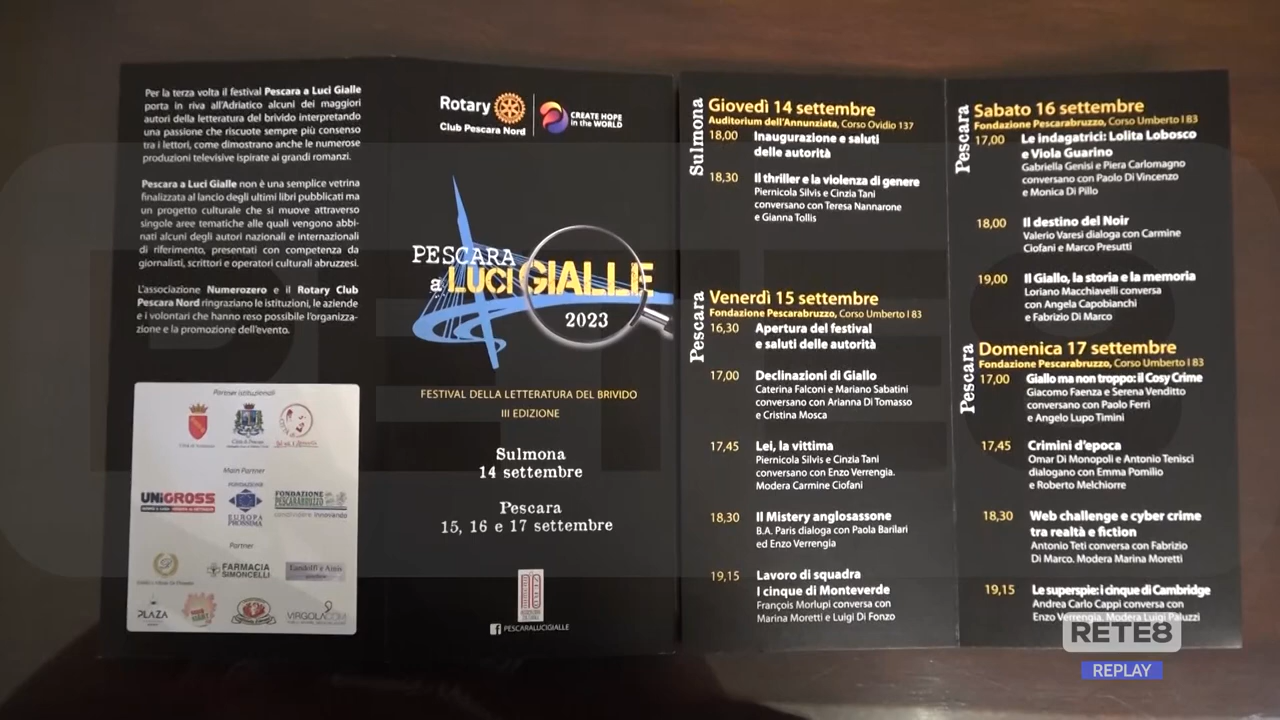 Per la terza volta il festival Pescara a Luci Gialle
porta in riva all'Adriatico alcuni dei maggiori
autori della letteratura del brivido interpretando
una passione che riscuote sempre più consenso
tra i lettori, come dimostrano anche le numerose
produzioni televisive ispirate ai grandi romanzi.
Pescara a Luci Gialle non è una semplice vetrina
finalizzata al lancio degli ultimi libri pubblicati ma
un progetto culturale che si muove attraverso
singole aree tematiche alle quali vengono abbi-
nati alcuni degli autori nazionali e internazionali
di riferimento, presentati con competenza da
giornalisti, scrittori e operatori culturali abruzzesi.
L'associazione Numerozero e il Rotary Club
Pescara Nord ringraziano le istituzioni, le aziende
e i volontari che hanno reso possibile l'organizza-
zione e la promozione dell'evento.
Partner istituzionali
Main Partner
UNiGROSS
FONDAZIONE
EUROPA
PROSSIMA
FONDAZIONE
PESCARABRUZZO
Partner
FARMACIA
SIMONCELLI
PLAZA
VIRGOLACOM
Rotary
Club Pescara Nord
CREATE HOPE
in the WORLD
PESCARA
a LUCI GIALLE
2023
FESTIVAL DELLA LETTERATURA DEL BRIVIDO
III EDIZIONE
Sulmona
14 settembre
Pescara
15, 16 e 17 settembre
PESCARALUCIGIALLE
Sulmona
Giovedì 14 settembre
Auditorium dell'Annunziata, Corso Ovidio 137
18,00 Inaugurazione e saluti
delle autorità
18,30 Il thriller e la violenza di genere
Piernicola Silvis e Cinzia Tani
conversano con Teresa Nannarone
e Gianna Tollis
Pescara
Venerdì 15 settembre
Fondazione Pescarabruzzo, Corso Umberto I 83
16,30 Apertura del festival
e saluti delle autorità
17,00 Declinazioni di Giallo
Caterina Falconi e Mariano Sabatini
conversano con Arianna Di Tomasso
e Cristina Mosca
17,45 Lei, la vittima
Piernicola Silvis e Cinzia Tani
conversano con Enzo Verrengia.
Modera Carmine Ciofani
18,30 Il Mistery anglosassone
B.A. Paris dialoga con Paola Barilari
ed Enzo Verrengia
19,15 Lavoro di squadra
I cinque di Monteverde
François Morlupi conversa con
Marina Moretti e Luigi Di Fonzo
Pescara
Sabato 16 settembre
Fondazione Pescarabruzzo, Corso Umberto I 83
17,00 Le indagatrici: Lolita Lobosco
e Viola Guarino
Gabriella Genisi e Piera Carlomagno
conversano con Paolo Di Vincenzo
e Monica Di Pillo
18,00 Il destino del Noir
Valerio Varesi dialoga con Carmine
Ciofani e Marco Presutti
19,00 Il Giallo, la storia e la memoria
Loriano Macchiavelli conversa
con Angela Capobianchi
e Fabrizio Di Marco
Pescara
Domenica 17 settembre
Fondazione Pescarabruzzo, Corso Umberto I 83
17,00 Giallo ma non troppo: il Cosy Crime
Giacomo Faenza e Serena Venditto
conversano con Paolo Ferri
e Angelo Lupo Timini
17,45 Crimini d'epoca
Omar Di Monopoli e Antonio Tenisci
dialogano con Emma Pomilio
e Roberto Melchiorre
18,30 Web challenge e cyber crime
tra realtà e fiction
Antonio Teti conversa con Fabrizio
Di Marco. Modera Marina Moretti
19,15 Le superspie: i cinque di Cambridge
Andrea Carlo Cappi conversa con
Enzo Verrengia. Modera Luigi Paluzzi
RETE8
REPLAY